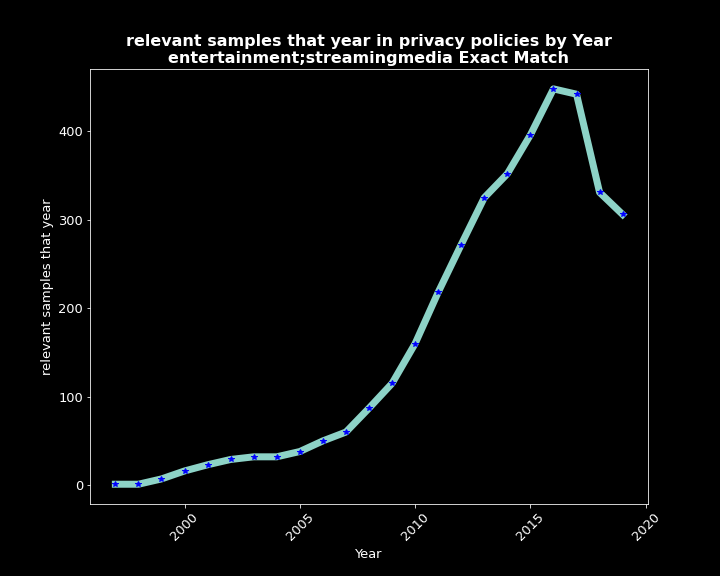 relevant samples that year in privacy policies by Year
entertainment;streamingmedia Exact Match
relevant samples that year
400
300
200
100
0
2000
2005
2010
2015
2020
Year